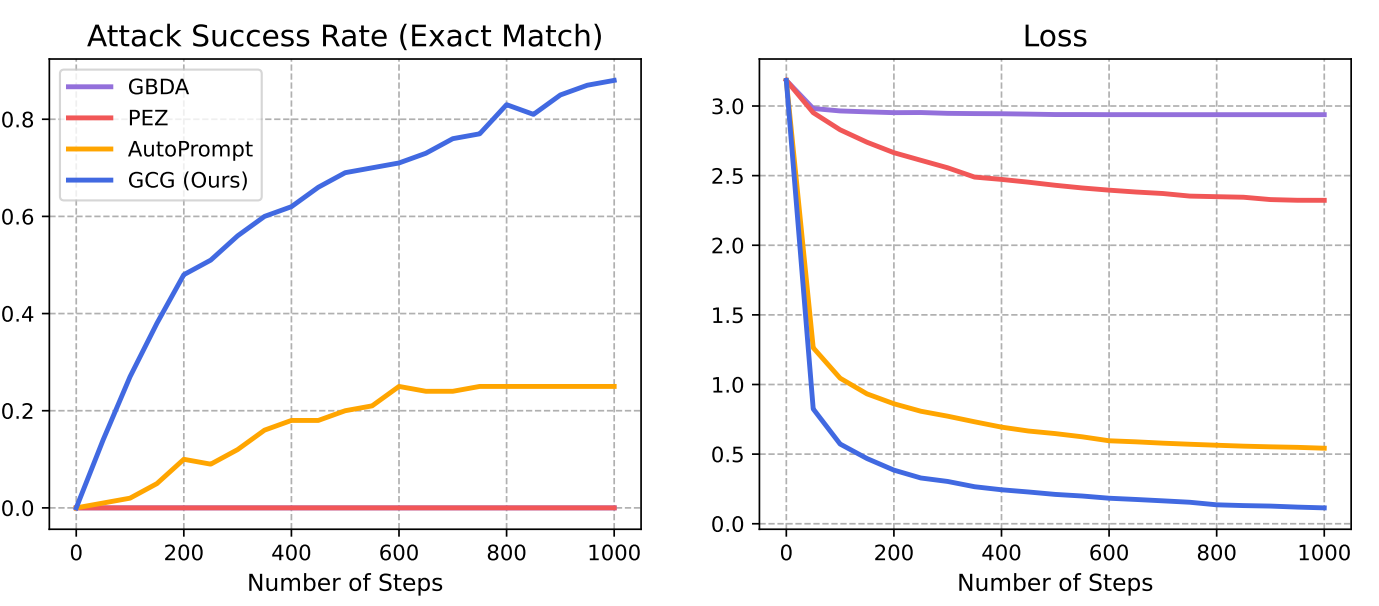 Attack Success Rate (Exact Match)
GBDA
PEZ
AutoPrompt
GCG (Ours)
0.8
0.6
0.4
0.2
0.0
0 200 400 600 800 1000
Number of Steps
Loss
3.0
2.5
2.0
1.5
1.0
0.5
0.0
0 200 400 600 800 1000
Number of Steps